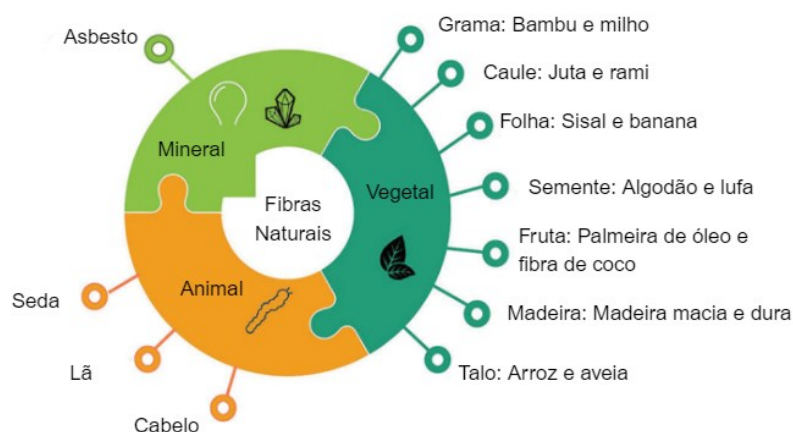 Asbesto
Mineral
Fibras
Naturais
Vegetal
Animal
Seda
Lã
Cabelo
Grama: Bambu e milho
Caule: Juta e rami
Folha: Sisal e banana
Semente: Algodão e lufa
Fruta: Palmeira de óleo e
fibra de coco
Madeira: Madeira macia e dura
Talo: Arroz e aveia